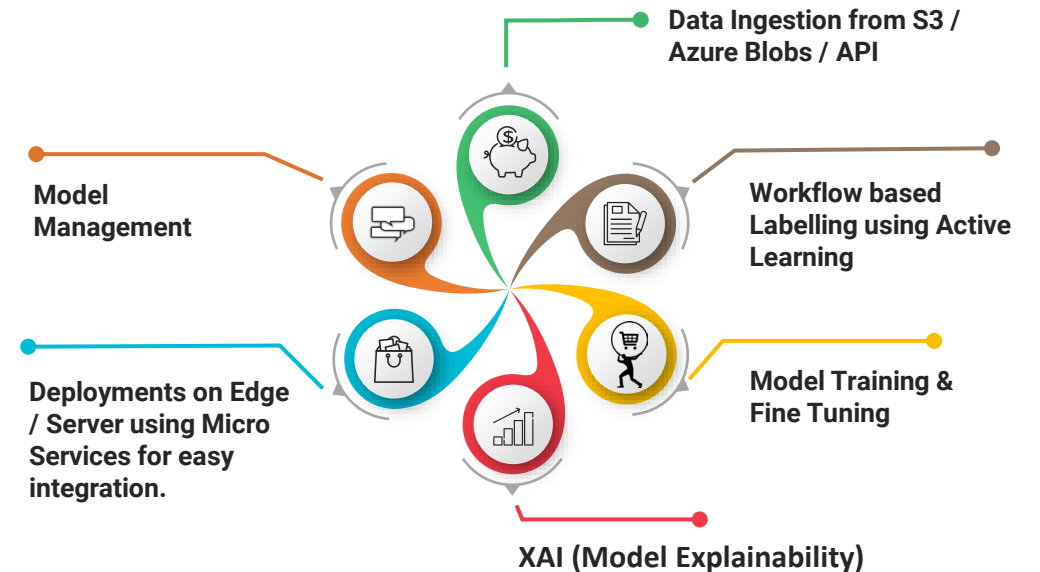 Data Ingestion from S3 /
Azure Blobs / API
Workflow based
Labelling using Active
Learning
Model Training &
Fine Tuning
XAI (Model Explainability)
Deployments on Edge
/ Server using Micro
Services for easy
integration.
Model
Management
$